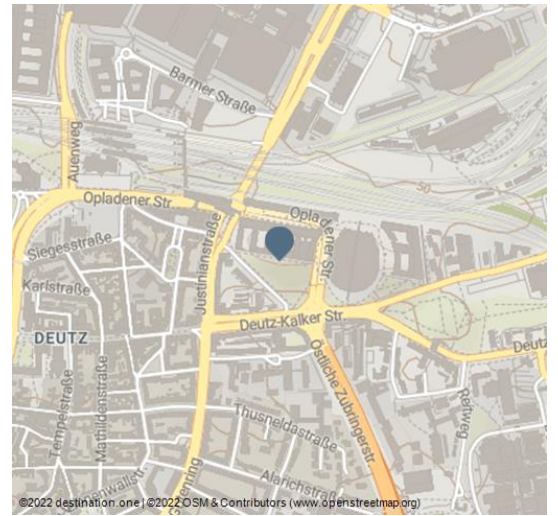 Barmer Straße
Auenweg
50
Opladener Str.
Opladener Str.
Siegesstraße
Justinianstraße
Karlstraße
DEUTZ
Deutz-Kalker Str.
Deutz
Tempelstraße
Mathildenstraße
Östliche Zubringerstr.
Reitweg
Thusneldastraße
Alarichstraße
©2022 destination.one | ©2022 OSM & Contributors (www.openstreetmap.org)